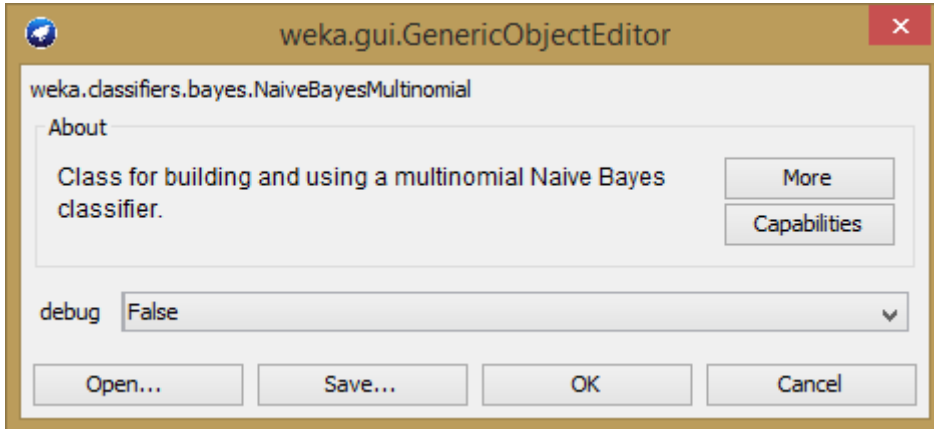 weka.gui.GenericObjectEditor
weka.classifiers.bayes.NaiveBayesMultinomial
About
Class for building and using a multinomial Naive Bayes
classifier.
More
Capabilities
debug False
Open... Save... OK Cancel